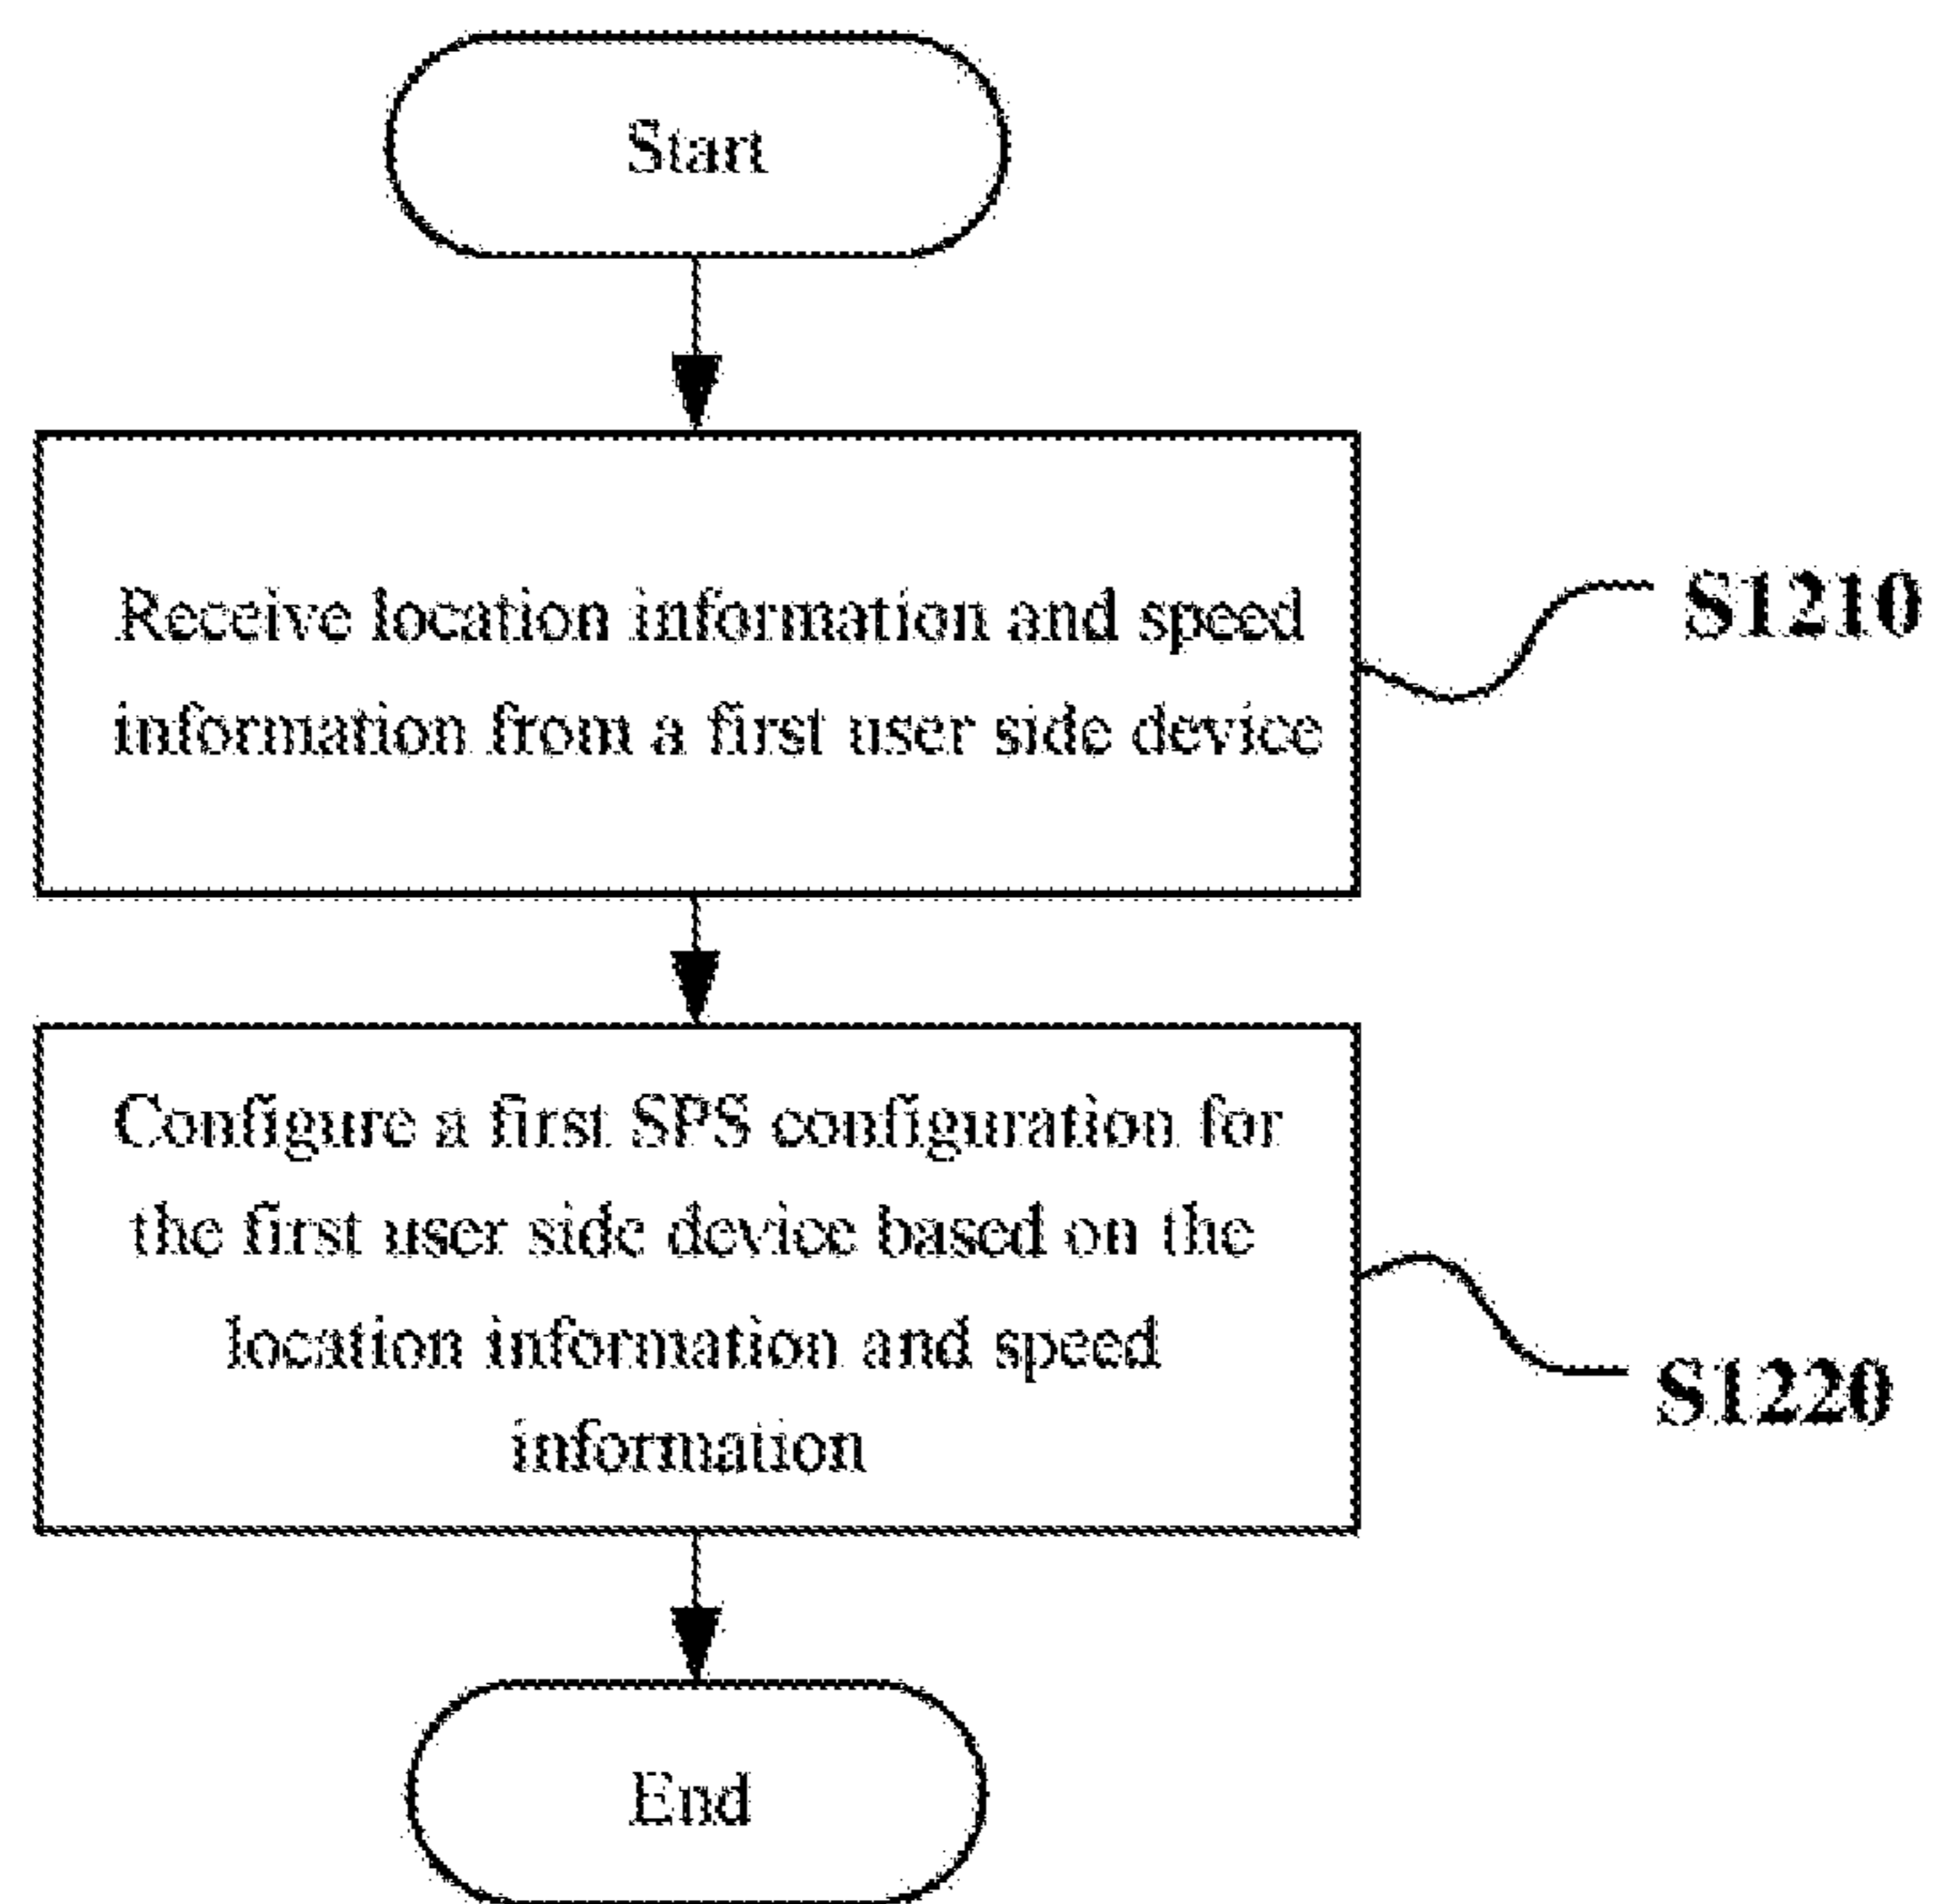 Start
Receive location information and speed
information from a first user side device
S1210
Configure a first SPS configuration for
the first user side device based on the
location information and speed
information
S1220
End